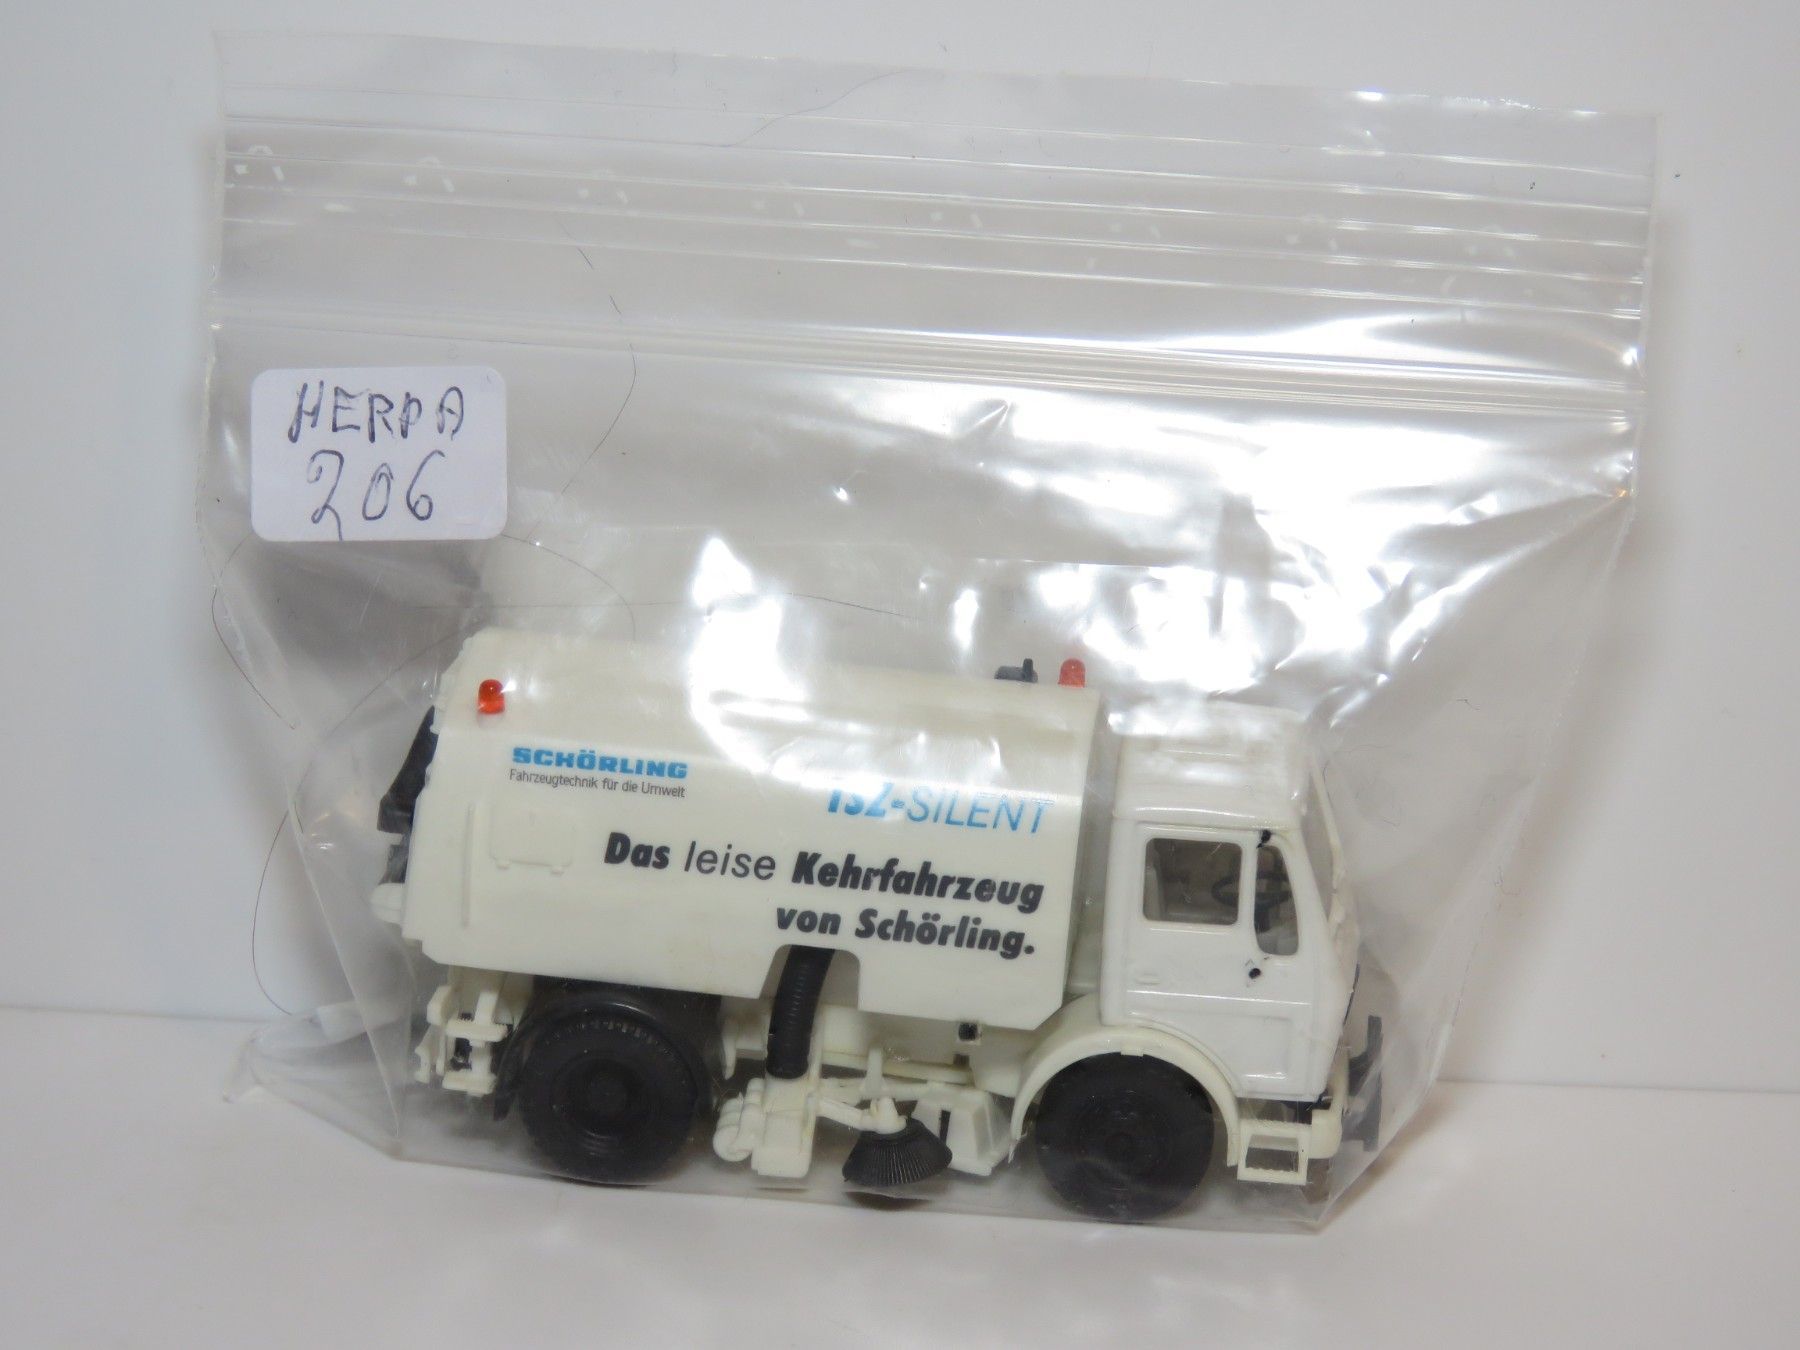 HERPA
206
SCHÖRLING
Fahrzeugtechnik für die Umwelt
TSZ-SILENT
Das leise Kehrfahrzeug
von Schörling.